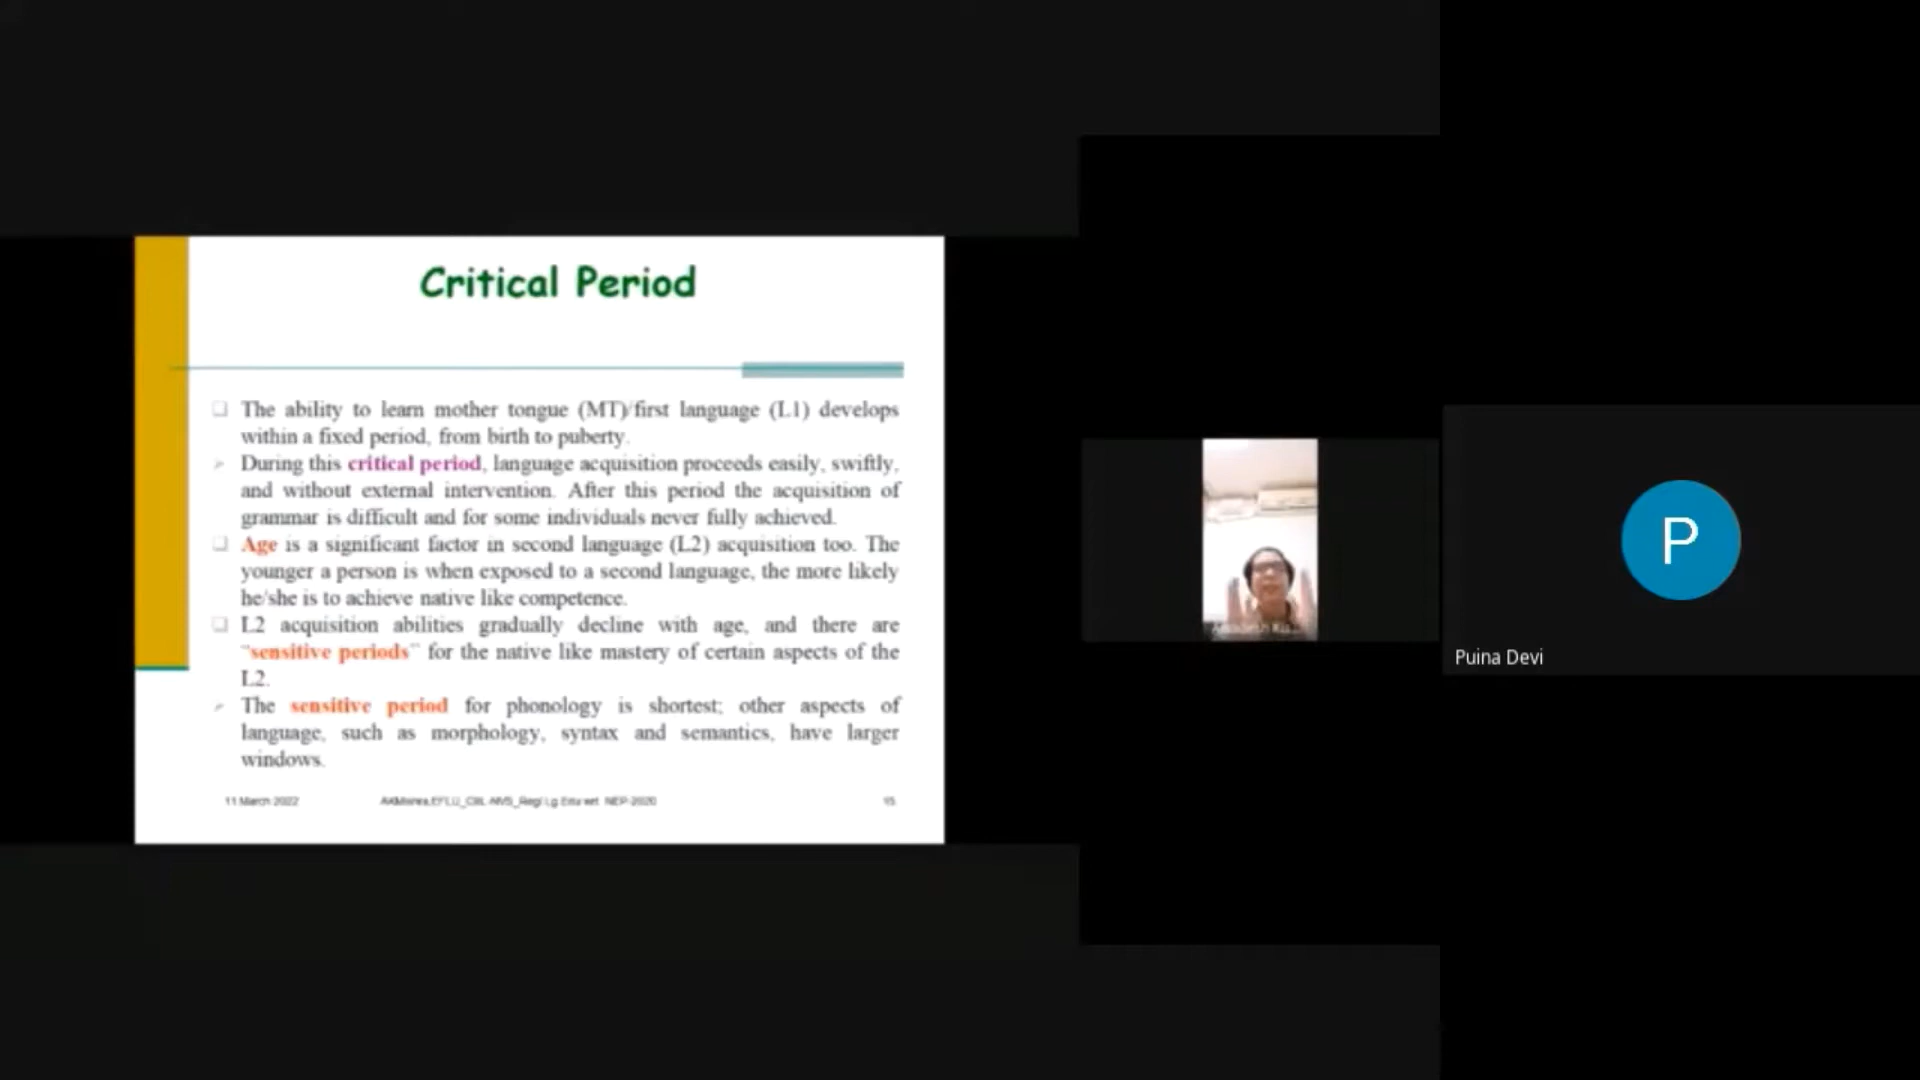 Critical Period
The ability to learn mother tongue (MT)/first language (L1) develops
within a fixed period, from birth to puberty.
During this critical period, language acquisition proceeds easily, swiftly,
and without external intervention. After this period the acquisition of
grammar is difficult and for some individuals never fully achieved.
Age is a significant factor in second language (L2) acquisition too. The
younger a person is when exposed to a second language, the more likely
he/she is to achieve native like competence.
L2 acquisition abilities gradually decline with age, and there are
"sensitive periods" for the native like mastery of certain aspects of the
L2.
The sensitive period for phonology is shortest; other aspects of
language, such as morphology, syntax and semantics, have larger
windows.
11 March 2022
NEP-2020
15
P
Puina Devi